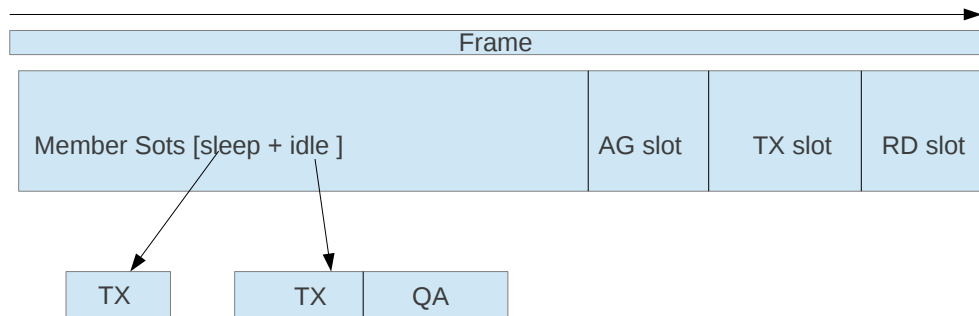 Frame
Member Sots [sleep + idle ]
AG slot
TX slot
RD slot
TX
TX
QA